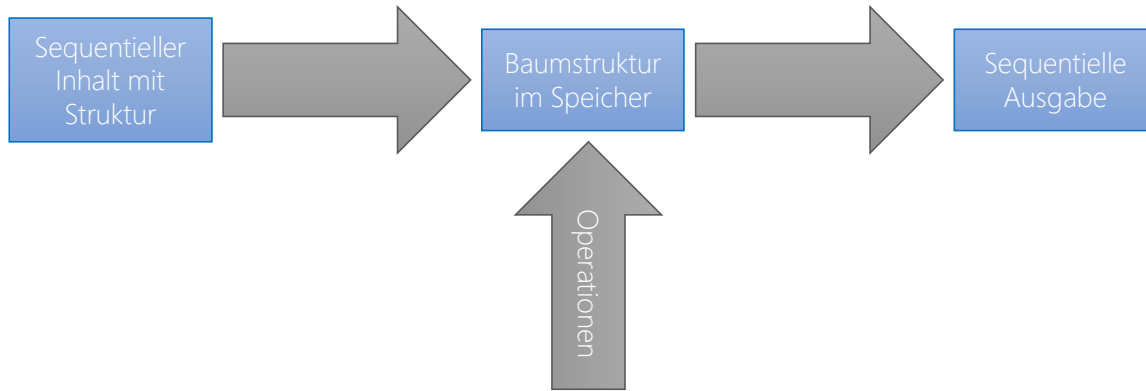 Sequentieller
Inhalt mit
Struktur
Baumstruktur
im Speicher
Sequentielle
Ausgabe
Operationen